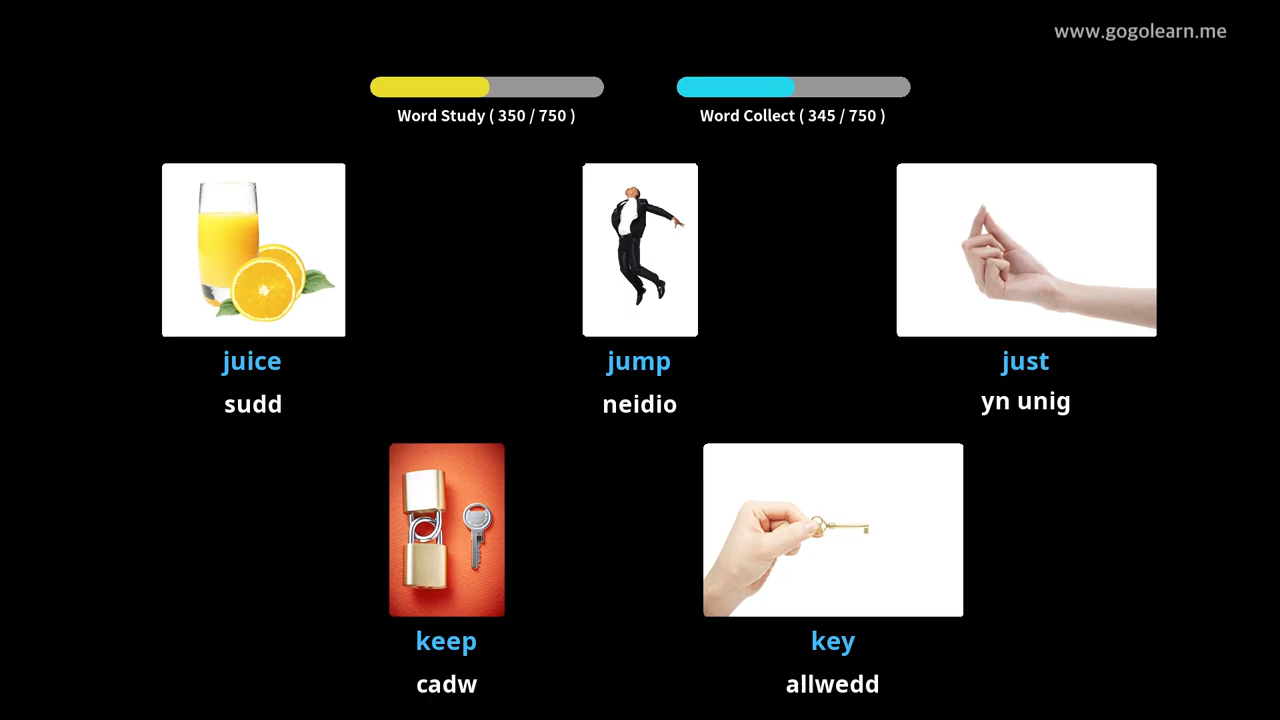 www.gogolearn.me
Word Study ( 350 / 750 )
Word Collect ( 345 / 750 )
juice
sudd
jump
neidio
just
yn unig
keep
cadw
key
allwedd